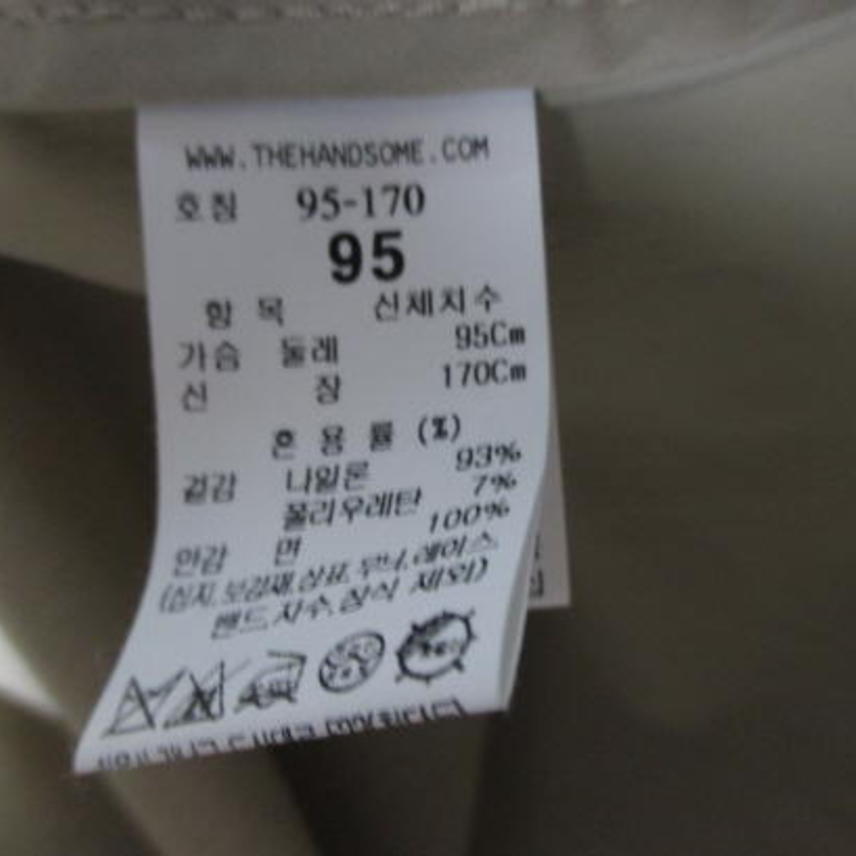 WWW.THEHANDSOME.COM
호칭 95-170
95
항 목 신체치수
가슴 둘레 95Cm
신 장 170Cm
혼 용 률 (%)
겉감 나일론 93%
폴리우레탄 7%
안감 면 100%
(심지,보강재,상표,무늬,레이스
밴드,자수,장식 제외)